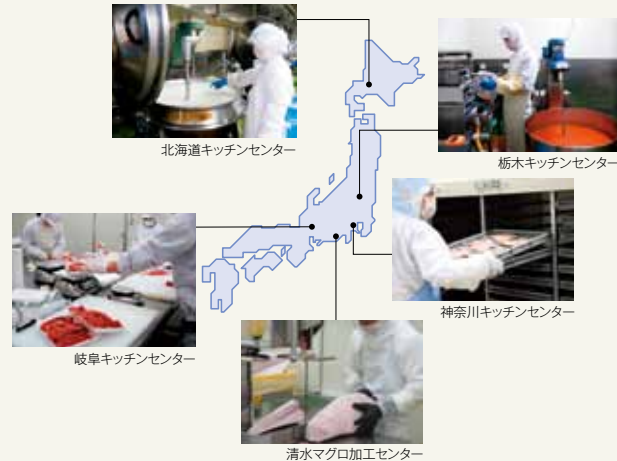 北海道キッチンセンター
栃木キッチンセンター
神奈川キッチンセンター
岐阜キッチンセンター
清水マグロ加工センター